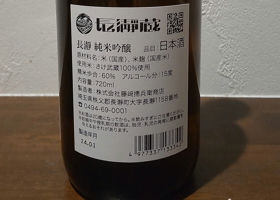 長瀞蔵
長瀞 純米吟醸 品目 日本酒
原材料名:米(国産)、米麹(国産米)
使用米:さけ武蔵100%使用
精米歩合:60% アルコール分:15度
内容量:720ml
製造者:株式会社藤﨑摠兵衛商店
埼玉県秩父郡長瀞町大字長瀞1158番地
☎ 0494-69-0001
製造年月
24.01